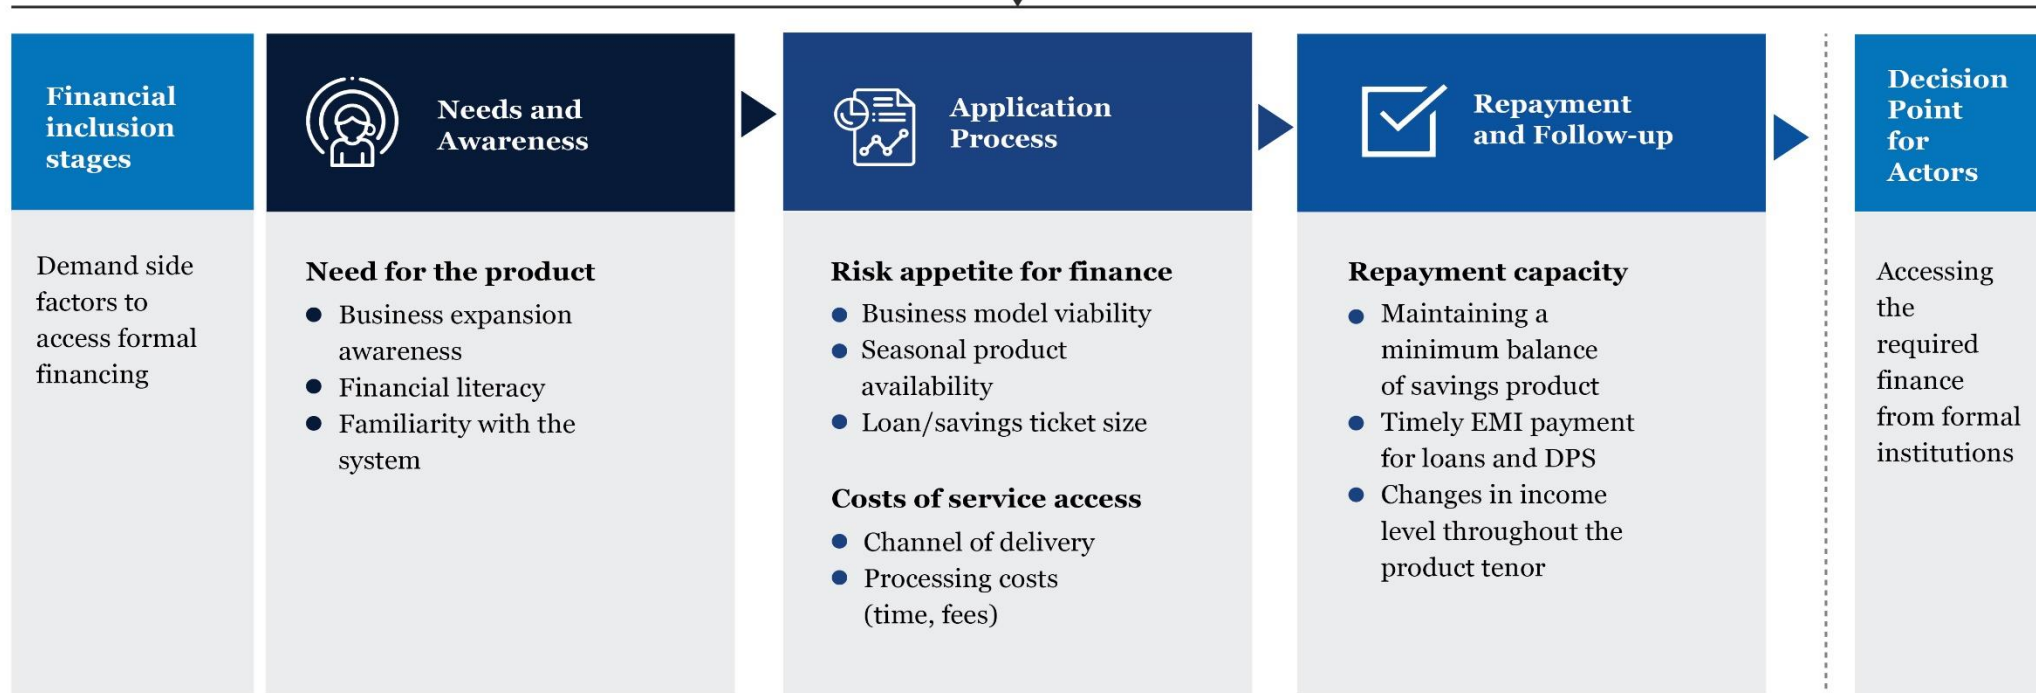 Financial
inclusion
stages
Demand side
factors to
access formal
financing
Needs and
Awareness
Need for the product
Business expansion
awareness
Financial literacy
Familiarity with the
system
Application
Process
Risk appetite for finance
Business model viability
Seasonal product
availability
Loan/savings ticket size
Costs of service access
Channel of delivery
Processing costs
(time, fees)
Repayment
and Follow-up
Repayment capacity
Maintaining a
minimum balance
of savings product
Timely EMI payment
for loans and DPS
Changes in income
level throughout the
product tenor
Decision
Point
for
Actors
Accessing
the
required
finance
from formal
institutions